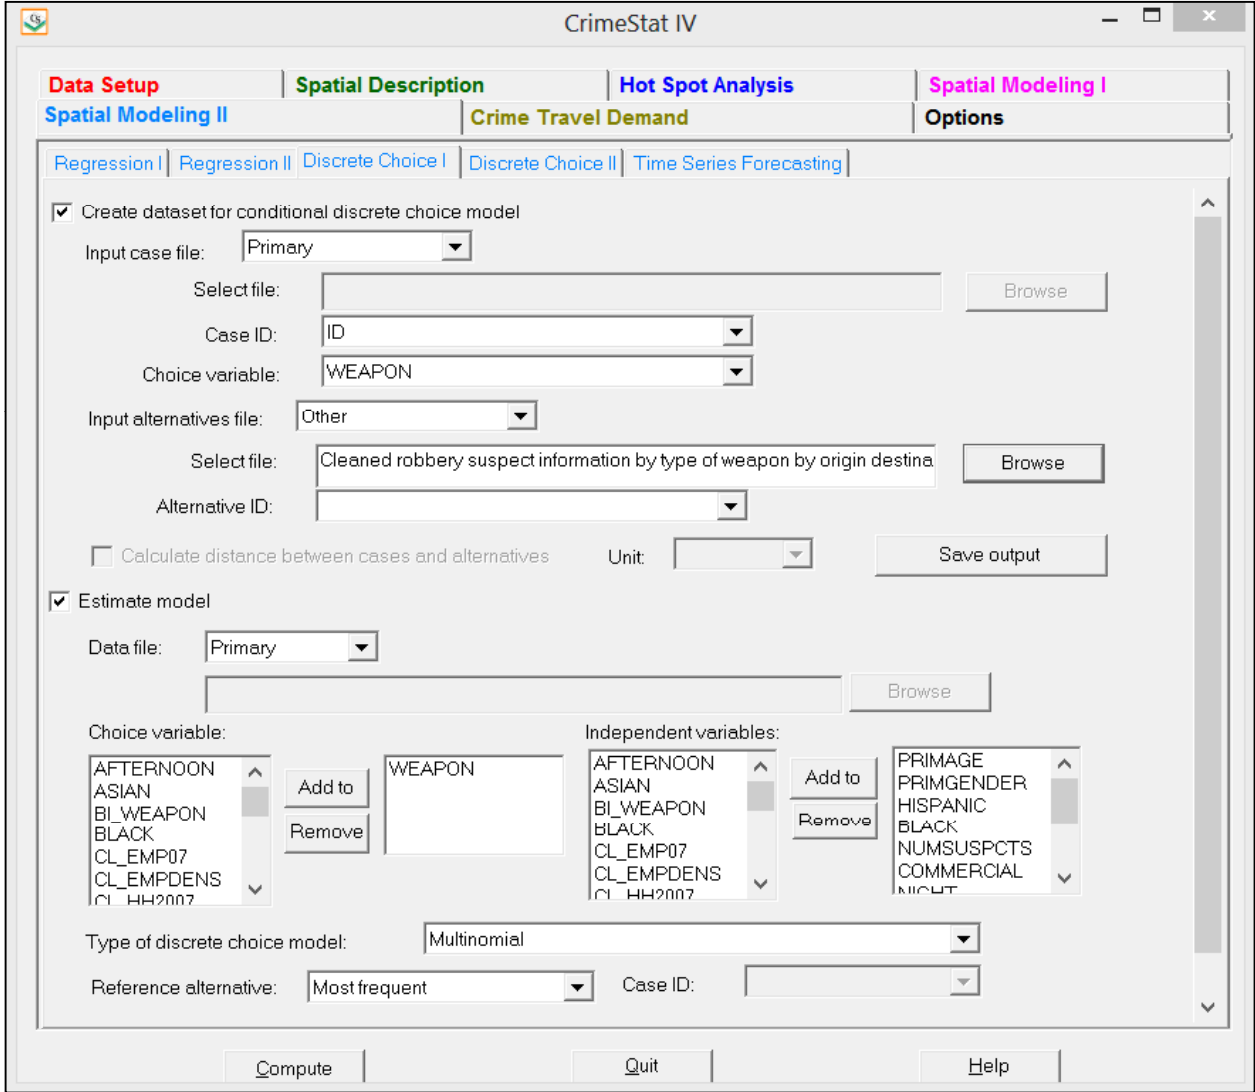 CS
CrimeStat IV
Data Setup Spatial Description Hot Spot Analysis Spatial Modeling I
Spatial Modeling II Crime Travel Demand Options
Regression I Regression II Discrete Choice I Discrete Choice II Time Series Forecasting
Create dataset for conditional discrete choice model
Input case file: Primary
Select file: Browse
Case ID: ID
Choice variable: WEAPON
Input alternatives file: Other
Select file: Cleaned robbery suspect information by type of weapon by origin destina Browse
Alternative ID:
Calculate distance between cases and alternatives Unit: Save output
Estimate model
Data file: Primary
Browse
Choice variable: Independent variables:
AFTERNOON WEAPON AFTERNOON PRIMAGE
ASIAN Add to ASIAN Add to PRIMGENDER
BI_WEAPON BI_WEAPON HISPANIC
BLACK Remove BLACK Remove BLACK
CL_EMP07 CL_EMP07 NUMSUSPCTS
CL_EMPDENS CL_EMPDENS COMMERCIAL
CL_HH2007 CL_HH2007 NIGHT
Type of discrete choice model: Multinomial
Reference alternative: Most frequent Case ID:
Compute Quit Help